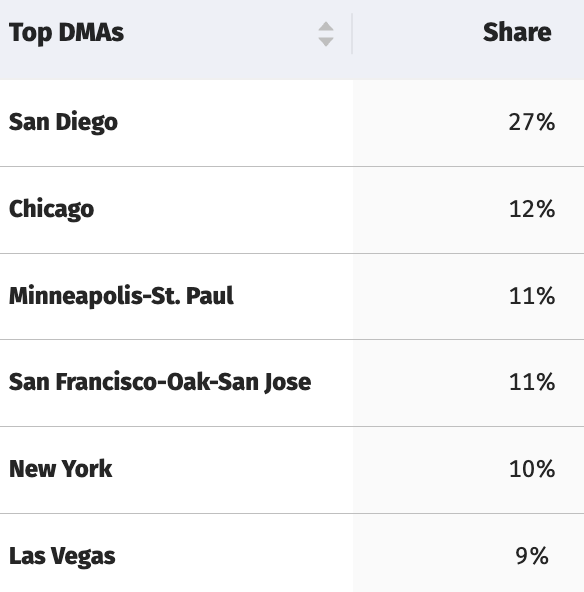 Top DMAs Share
San Diego 27%
Chicago 12%
Minneapolis-St. Paul 11%
San Francisco-Oak-San Jose 11%
New York 10%
Las Vegas 9%